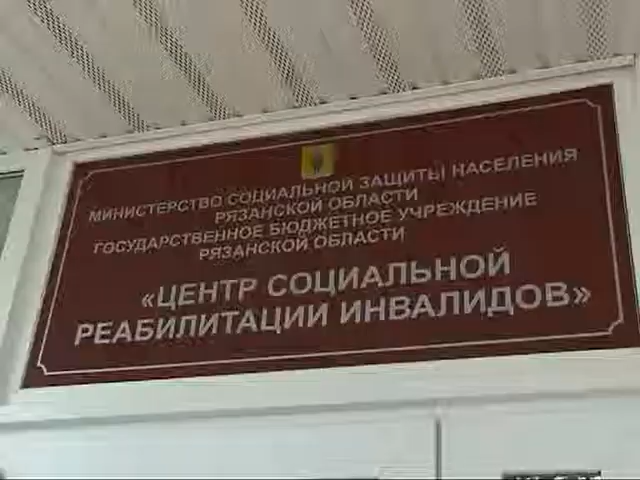 МИНИСТЕРСТВО СОЦИАЛЬНОЙ ЗАЩИТЫ НАСЕЛЕНИЯ
РЯЗАНСКОЙ ОБЛАСТИ
ГОСУДАРСТВЕННОЕ БЮДЖЕТНОЕ УЧРЕЖДЕНИЕ
РЯЗАНСКОЙ ОБЛАСТИ
«ЦЕНТР СОЦИАЛЬНОЙ
РЕАБИЛИТАЦИИ ИНВАЛИДОВ»